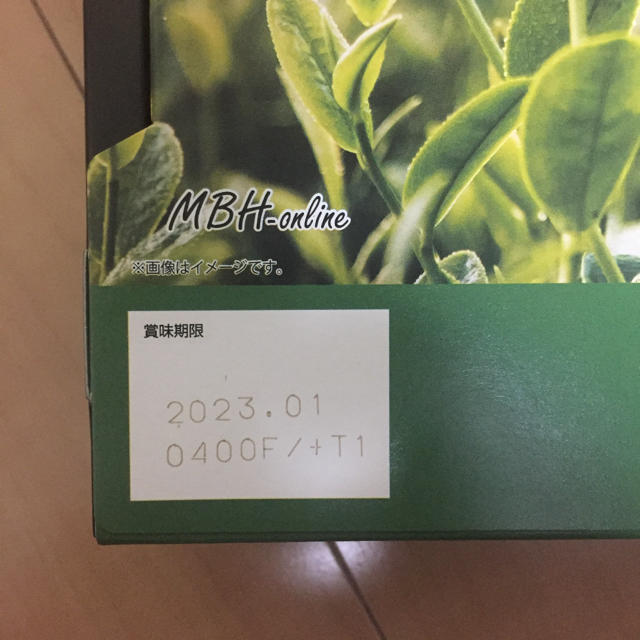 MBH-online
※画像はイメージです。
賞味期限
2023.01
0400F/+T1